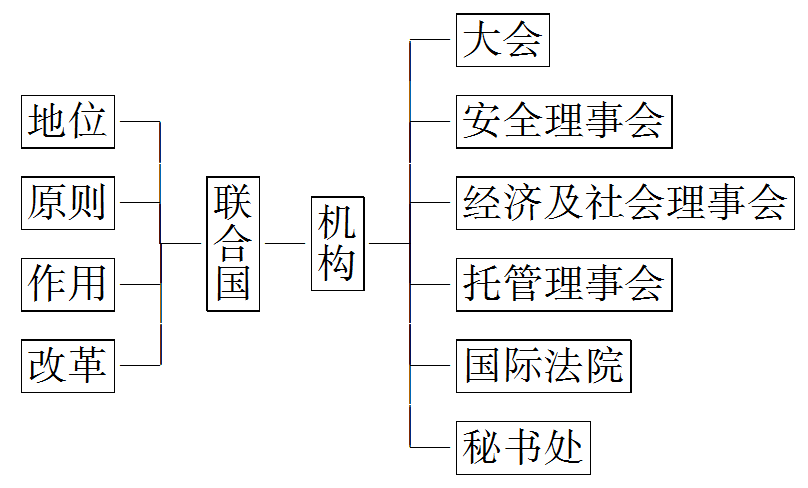 地位
原则
作用
改革
联合国
机构
大会
安全理事会
经济及社会理事会
托管理事会
国际法院
秘书处